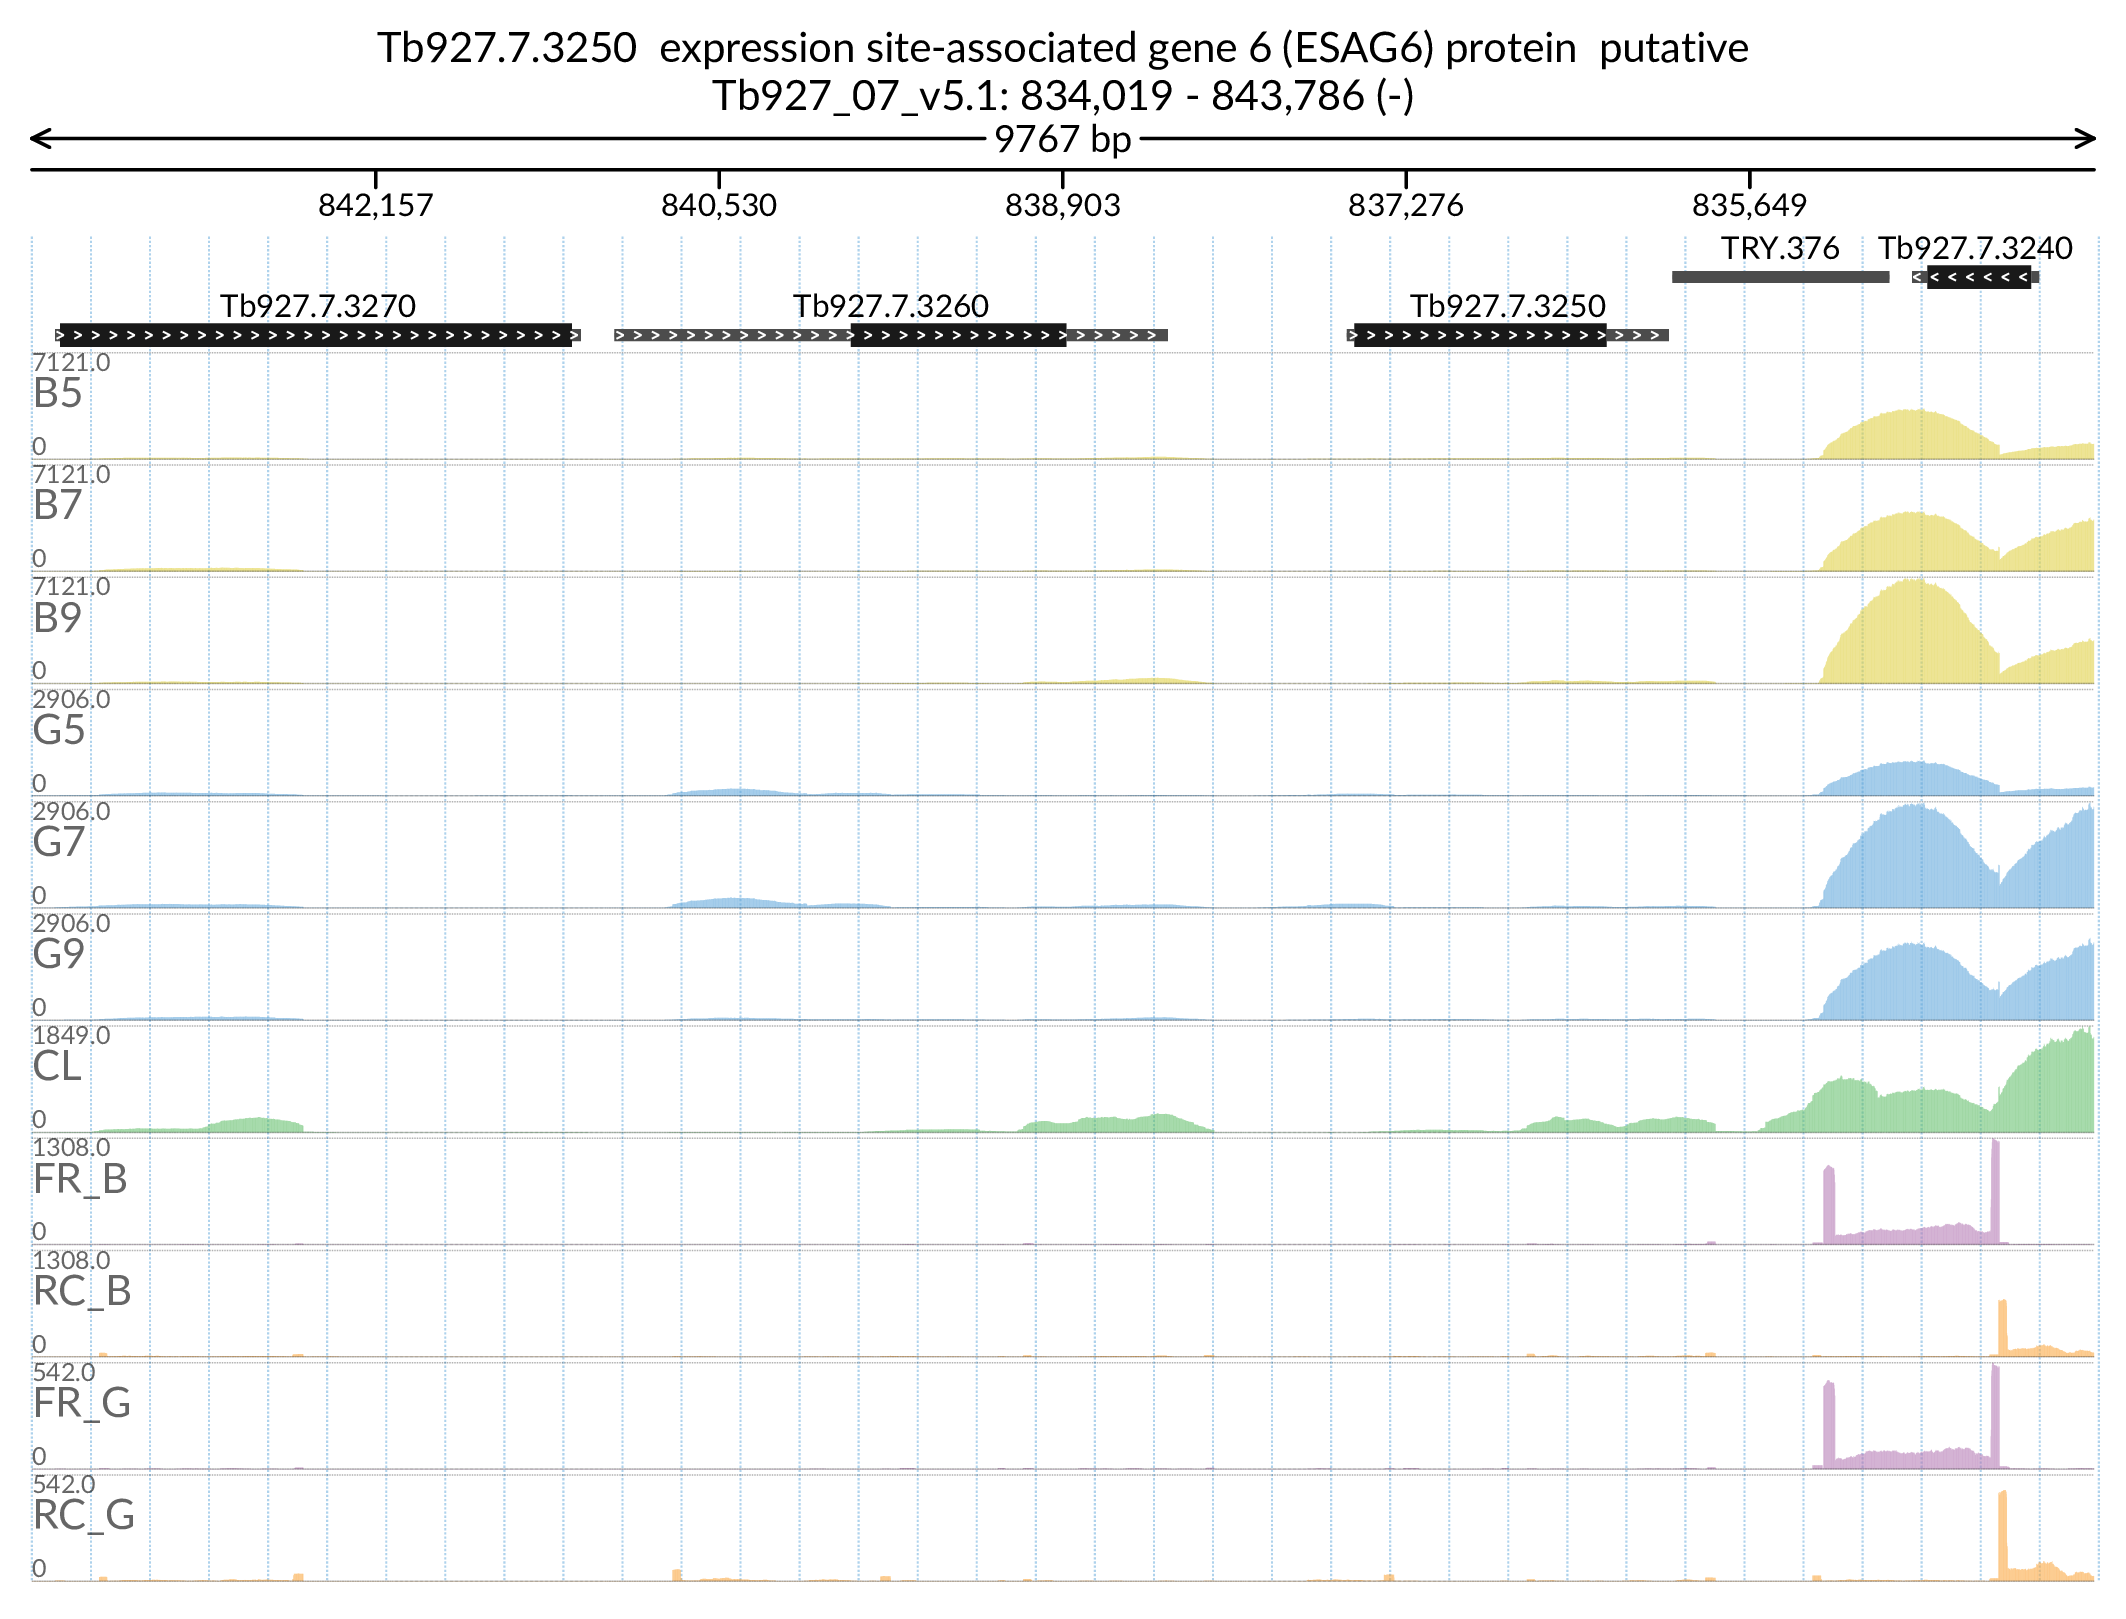 Tb927.7.3250  expression site-associated gene 6 (ESAG6) protein  putative
Tb927_07_v5.1: 834,019 - 843,786 (-)
9767 bp
842,157 840,530 838,903 837,276 835,649
TRY.376 Tb927.7.3240
Tb927.7.3270 Tb927.7.3260 Tb927.7.3250
7121.0
B5
0
7121.0
B7
0
7121.0
B9
0
2906.0
G5
0
2906.0
G7
0
2906.0
G9
0
1849.0
CL
0
1308.0
FR_B
0
1308.0
RC_B
0
542.0
FR_G
0
542.0
RC_G
0